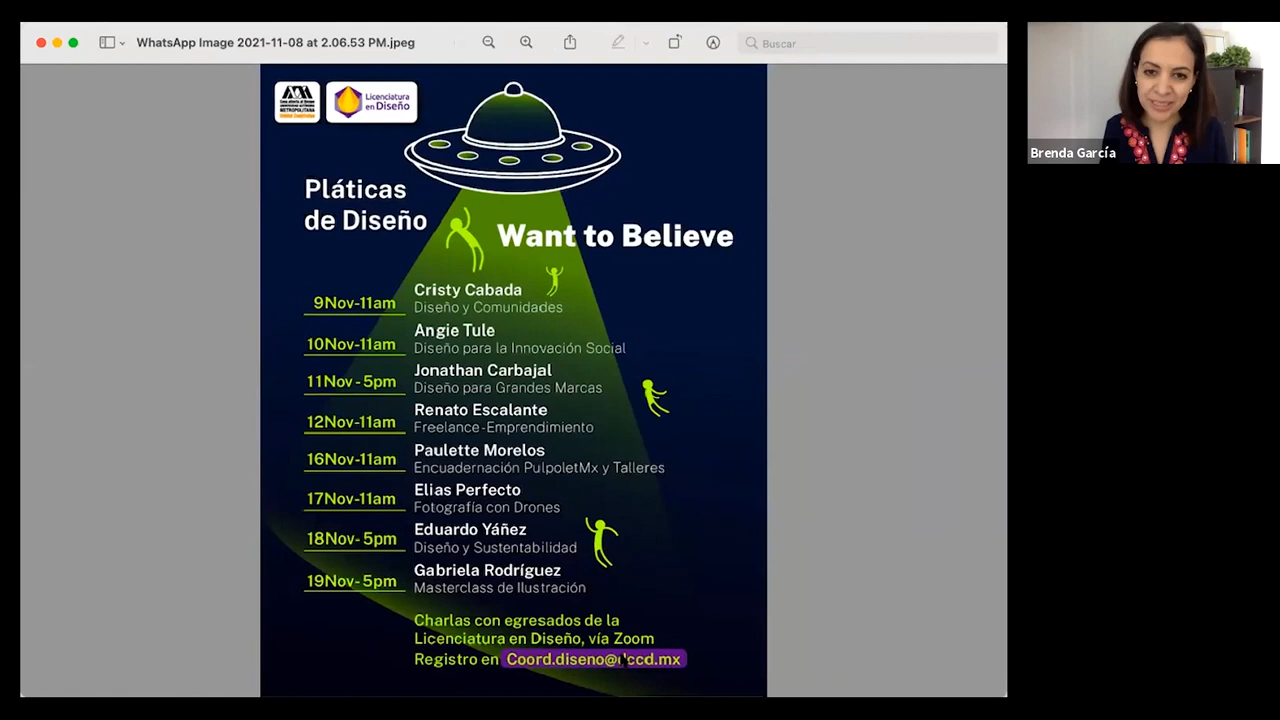 WhatsApp Image 2021-11-08 at 2.06.53 PM.jpeg
Buscar
Brenda García
METROPOLITANA
Licenciatura
en Diseño
Pláticas
de Diseño
Want to Believe
9Nov-11am
Cristy Cabada
Diseño y Comunidades
10Nov-11am
Angie Tule
Diseño para la Innovación Social
11Nov - 5pm
Jonathan Carbajal
Diseño para Grandes Marcas
12Nov-11am
Renato Escalante
Freelance-Emprendimiento
16Nov-11am
Paulette Morelos
Encuadernación PulpoletMx y Talleres
17Nov-11am
Elias Perfecto
Fotografía con Drones
18Nov- 5pm
Eduardo Yáñez
Diseño y Sustentabilidad
19Nov- 5pm
Gabriela Rodríguez
Masterclass de Ilustración
Charlas con egresados de la
Licenciatura en Diseño, vía Zoom
Registro en